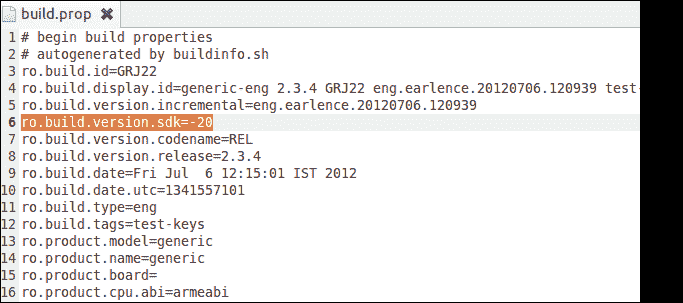 build.prop
1 # begin build properties
2 # autogenerated by buildinfo.sh
3 ro.build.id=GRJ22
4 ro.build.display.id=generic-eng 2.3.4 GRJ22 eng.earlence.20120706.120939 test-
5 ro.build.version.incremental=eng.earlence.20120706.120939
6 ro.build.version.sdk=-20
7 ro.build.version.codename=REL
8 ro.build.version.release=2.3.4
9 ro.build.date=Fri Jul  6 12:15:01 IST 2012
10 ro.build.date.utc=1341557101
11 ro.build.type=eng
12 ro.build.tags=test-keys
13 ro.product.model=generic
14 ro.product.name=generic
15 ro.product.board=
16 ro.product.cpu.abi=armeabi